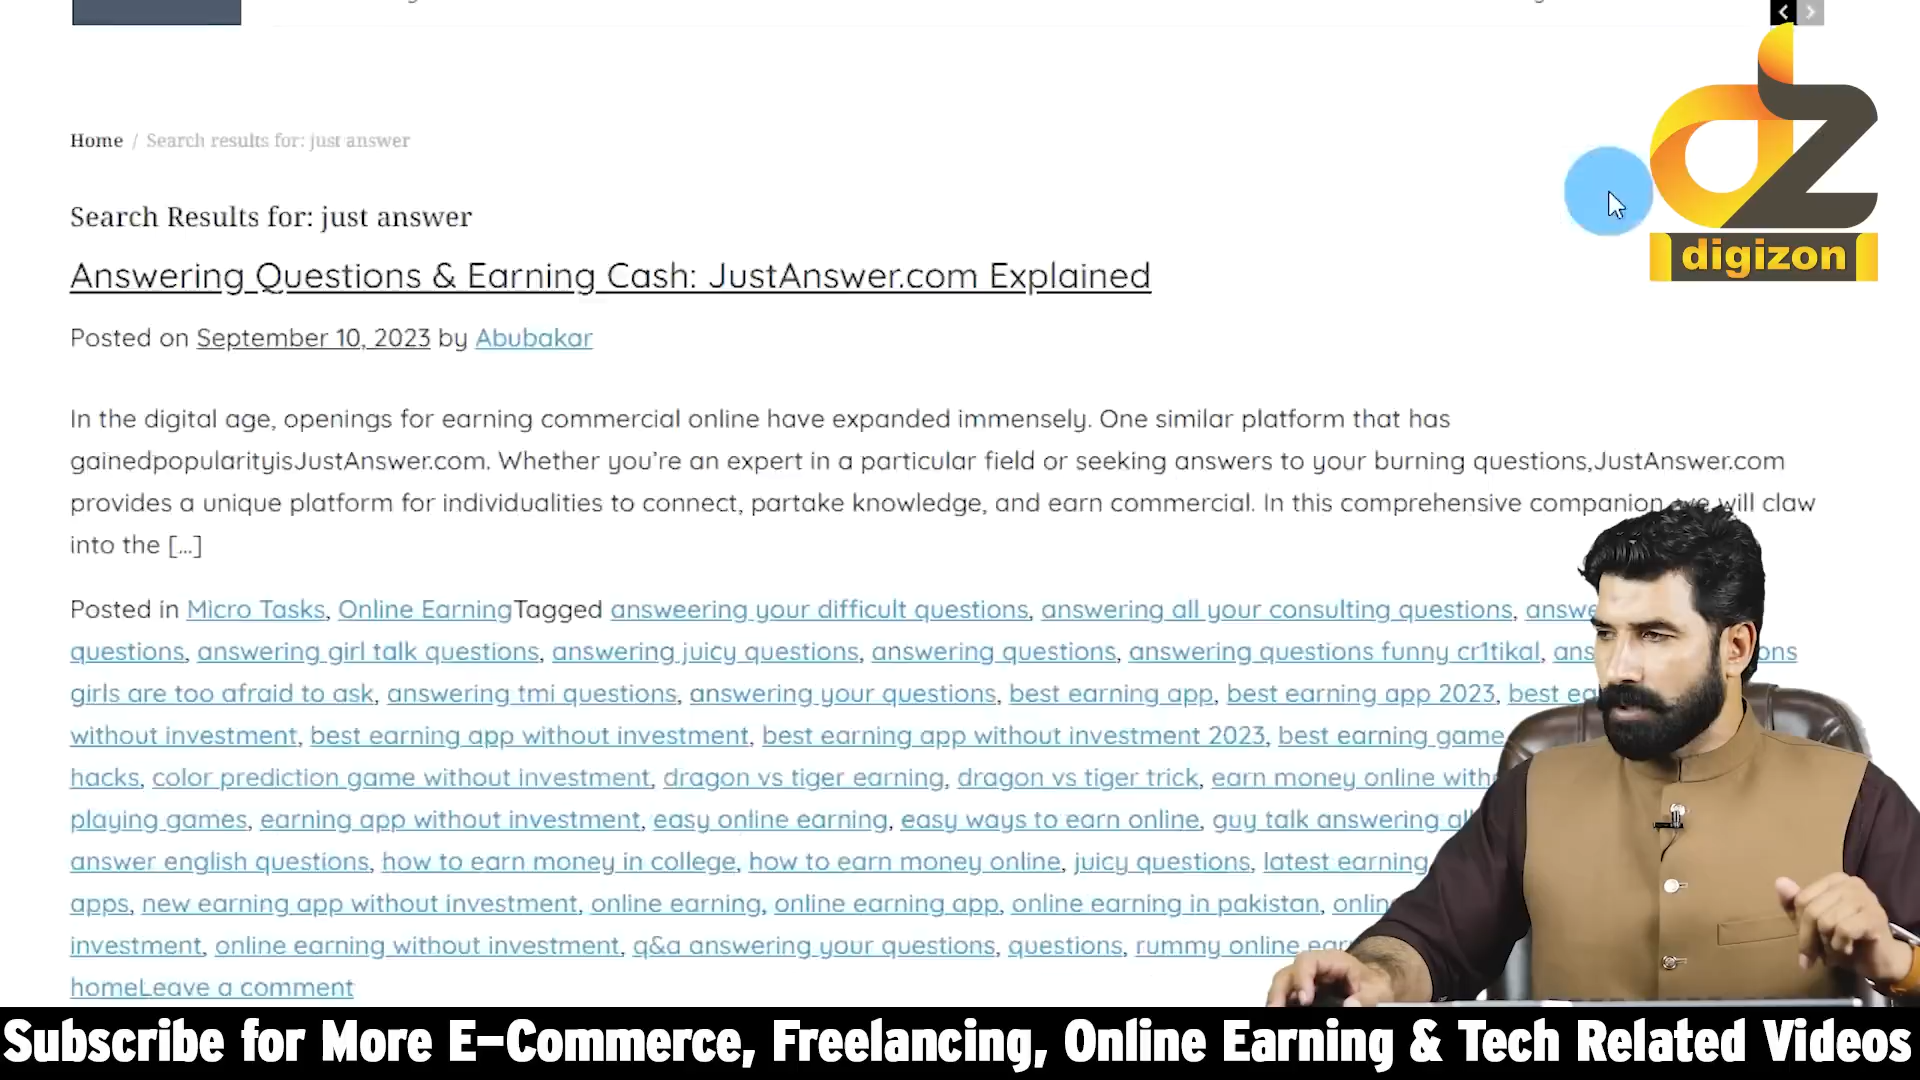 Home / Search results for: just answer
digizon
Search Results for: just answer
Answering Questions & Earning Cash: JustAnswer.com Explained
Posted on September 10, 2023 by Abubakar
In the digital age, openings for earning commercial online have expanded immensely. One similar platform that has
gainedpopularityisJustAnswer.com. Whether you're an expert in a particular field or seeking answers to your burning questions,JustAnswer.com
provides a unique platform for individualities to connect, partake knowledge, and earn commercial. In this comprehensive companion, we will claw
into the [...]
Posted in Micro Tasks, Online EarningTagged answeering your difficult questions, answering all your consulting questions,
questions, answering girl talk questions, answering juicy questions, answering questions, answering questions funny cr1tikal,
girls are too afraid to ask, answering tmi questions, answering your questions, best earning app, best earning app 2023, best
without investment, best earning app without investment, best earning app without investment 2023, best earning game
hacks, color prediction game without investment, dragon vs tiger earning, dragon vs tiger trick, earn money online
playing games, earning app without investment, easy online earning, easy ways to earn online, guy talk answering
answer english questions, how to earn money in college, how to earn money online, juicy questions, latest earning
apps, new earning app without investment, online earning, online earning app, online earning in pakistan,
investment, online earning without investment, q&a answering your questions, questions, rummy online
homeLeave a comment
Subscribe for More E-Commerce, Freelancing, Online Earning & Tech Related Videos